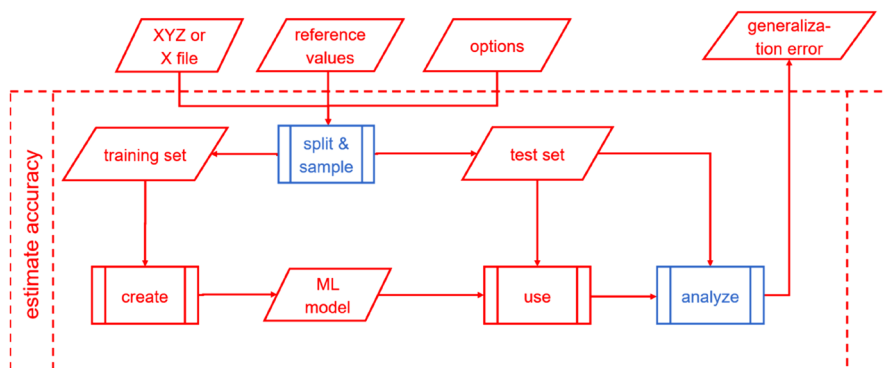 XYZ or
X file
reference
values
options
generaliza-
tion error
estimate accuracy
training set
split &
sample
test set
create
ML
model
use
analyze